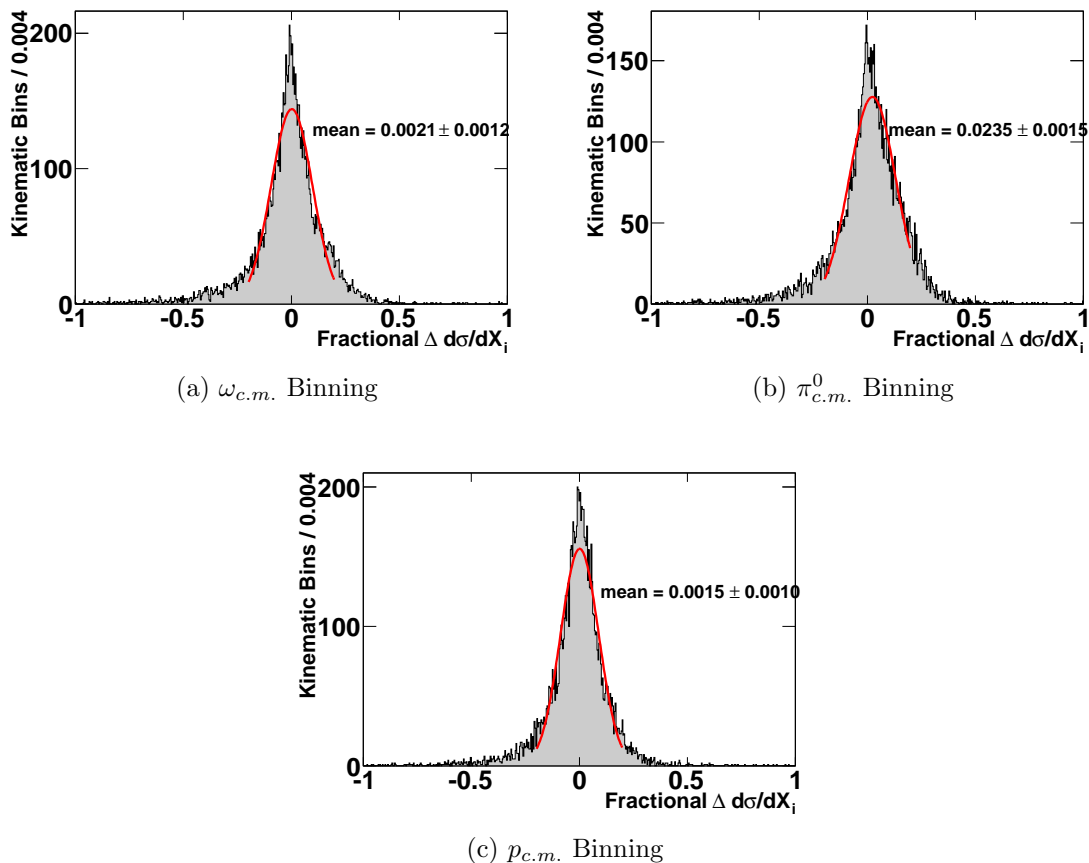 Kinematic Bins / 0.004
200
100
0
mean = 0.0021 ± 0.0012
-1 -0.5 0 0.5 1
Fractional Δ dσ/dX_i
(a) ω_{c.m.} Binning
Kinematic Bins / 0.004
150
100
50
0
mean = 0.0235 ± 0.0015
-1 -0.5 0 0.5 1
Fractional Δ dσ/dX_i
(b) π^0_{c.m.} Binning
Kinematic Bins / 0.004
200
100
0
mean = 0.0015 ± 0.0010
-1 -0.5 0 0.5 1
Fractional Δ dσ/dX_i
(c) p_{c.m.} Binning